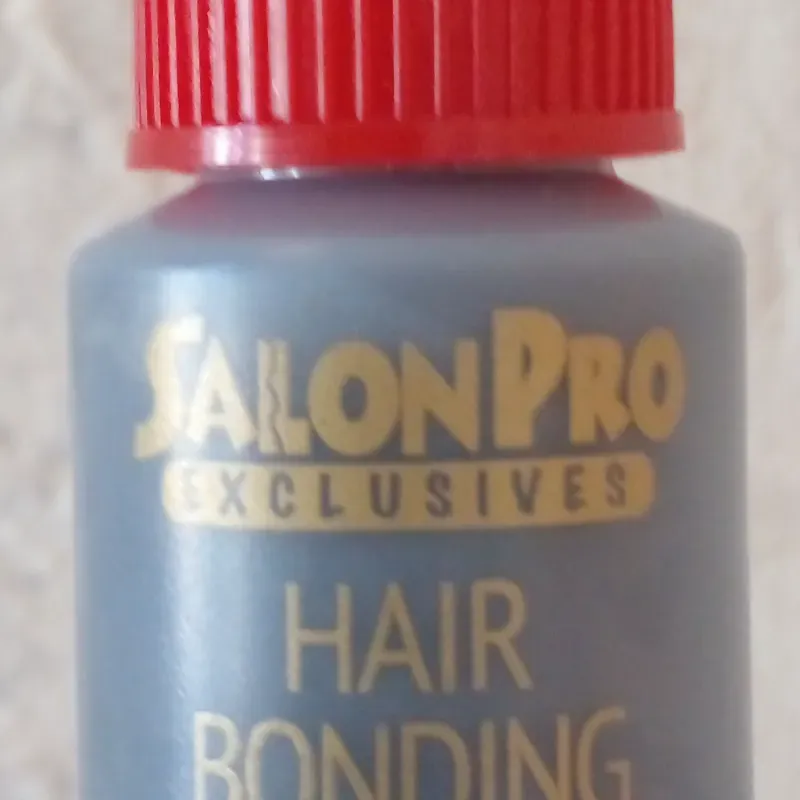 SALONPRO
EXCLUSIVES
HAIR
BONDING